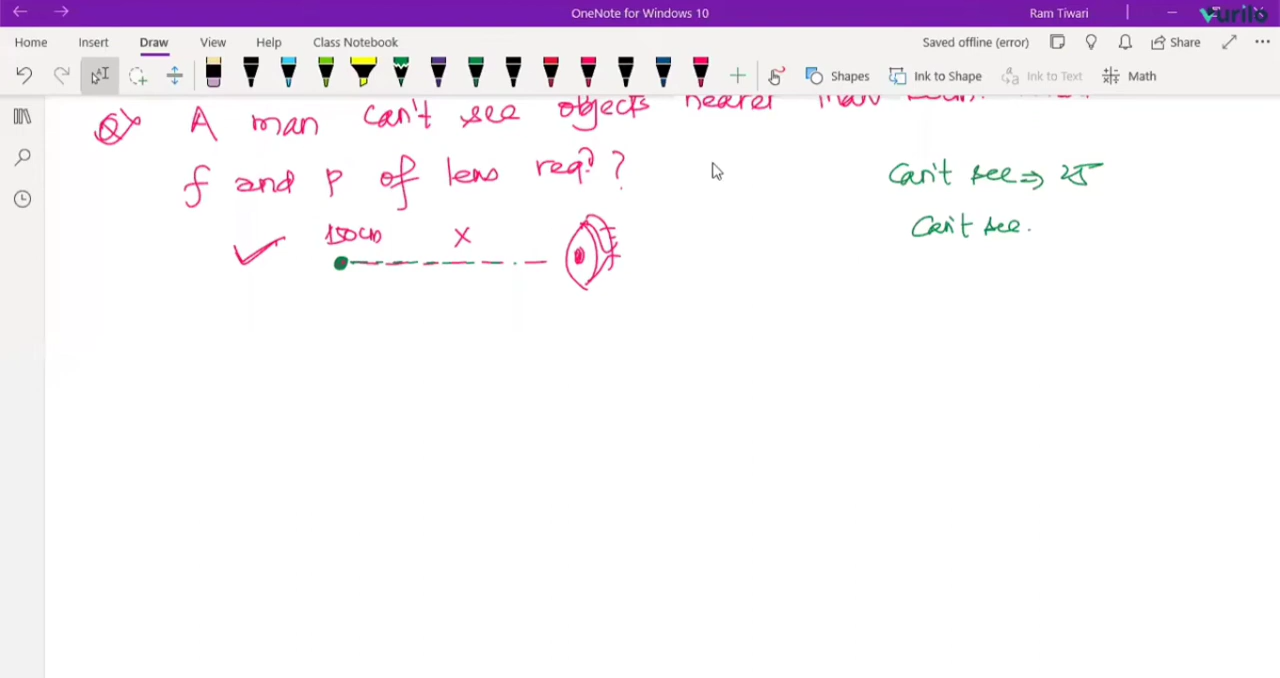 OneNote for Windows 10
Ram Tiwari
Vurilo
Home Insert Draw View Help Class Notebook
Saved offline (error) Share
Shapes Ink to Shape Ink to Text Math
Q A man can't see objects nearer than
f and p of lens req? ?
Can't see ⇒ 25
Can't see.
150cm X